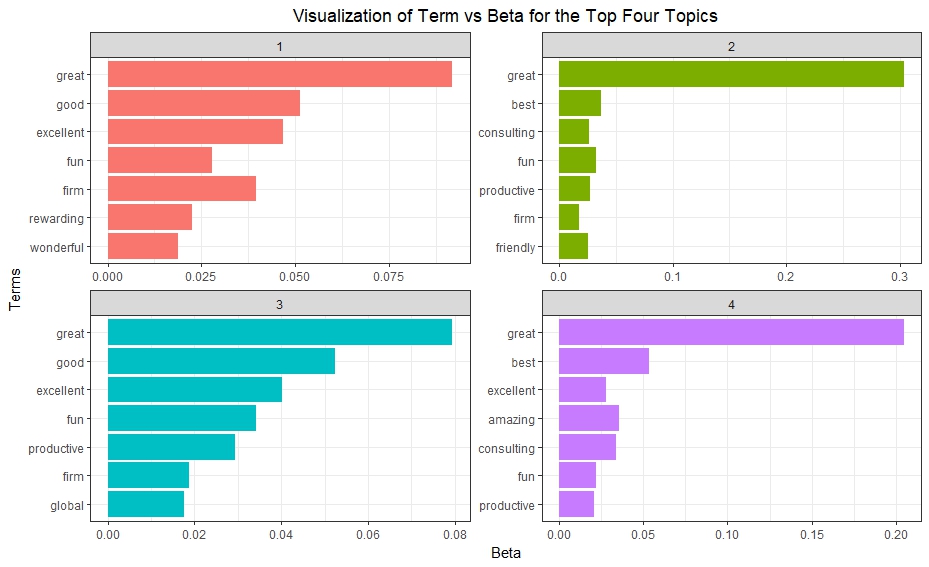 Visualization of Term vs Beta for the Top Four Topics
1
great
good
excellent
fun
firm
rewarding
wonderful
0.000 0.025 0.050 0.075
2
great
best
consulting
fun
productive
firm
friendly
0.0 0.1 0.2 0.3
Terms
3
great
good
excellent
fun
productive
firm
global
0.00 0.02 0.04 0.06 0.08
4
great
best
excellent
amazing
consulting
fun
productive
0.00 0.05 0.10 0.15 0.20
Beta